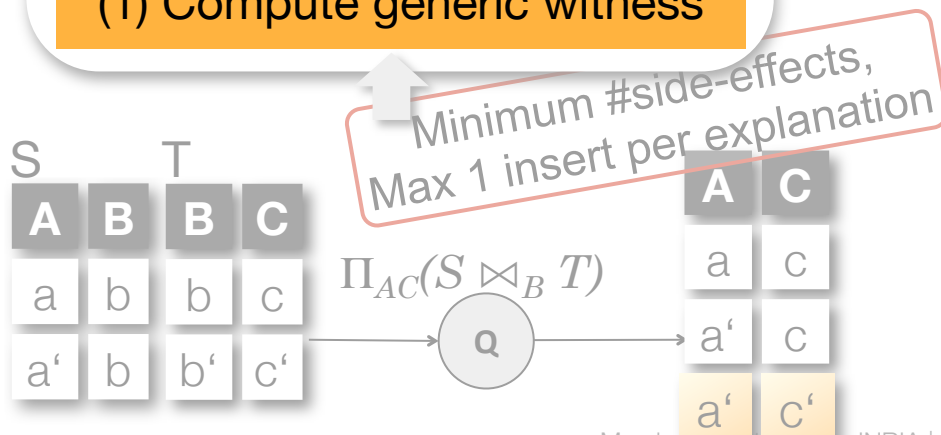 (1) Compute generic witness
Minimum #side-effects,
Max 1 insert per explanation
S T
A B B C
a b b c
a‘ b b‘ c‘
Π_AC(S ⋈_B T)
Q
A C
a c
a‘ c
a‘ c‘